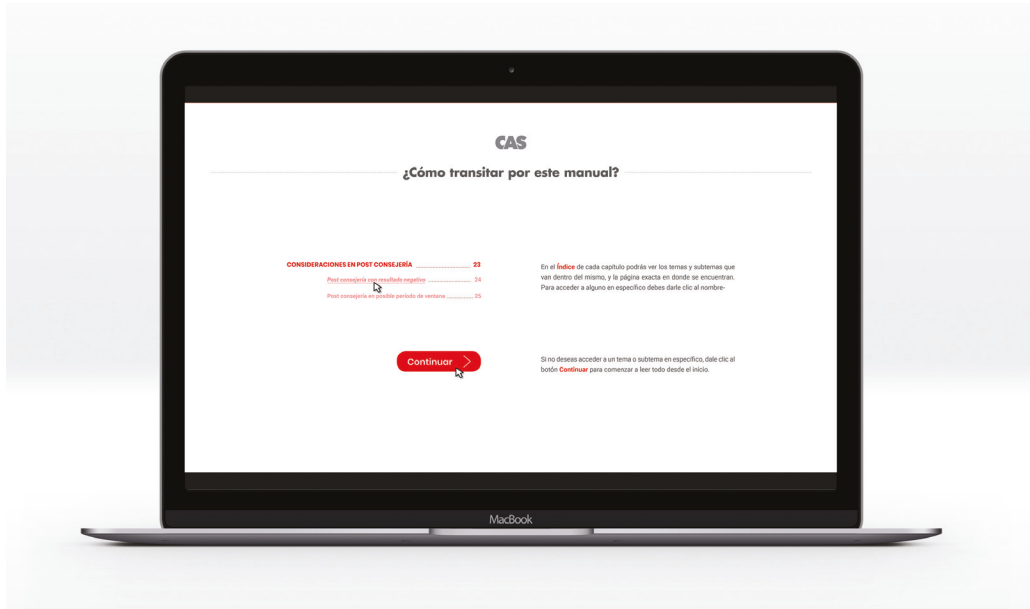 CAS
¿Cómo transitar por este manual?
CONSIDERACIONES EN POST CONSEJERÍA 23
Post consejería con resultado negativo 24
Post consejería en posible periodo de ventana 25
En el Índice de cada capítulo podrás ver los temas y subtemas que
van dentro del mismo, y la página exacta en donde se encuentran.
Para acceder a alguno en específico debes darle clic al nombre-
Continuar
Si no deseas acceder a un tema o subtema en específico, dale clic al
botón Continuar para comenzar a leer todo desde el inicio.
MacBook